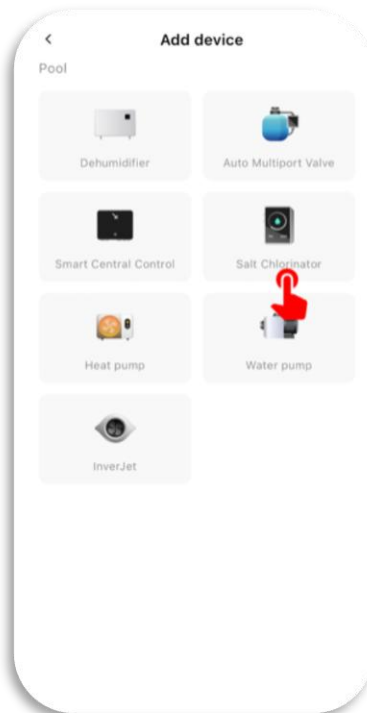 Add device
Pool
Dehumidifier
Auto Multiport Valve
Smart Central Control
Salt Chlorinator
Heat pump
Water pump
InverJet